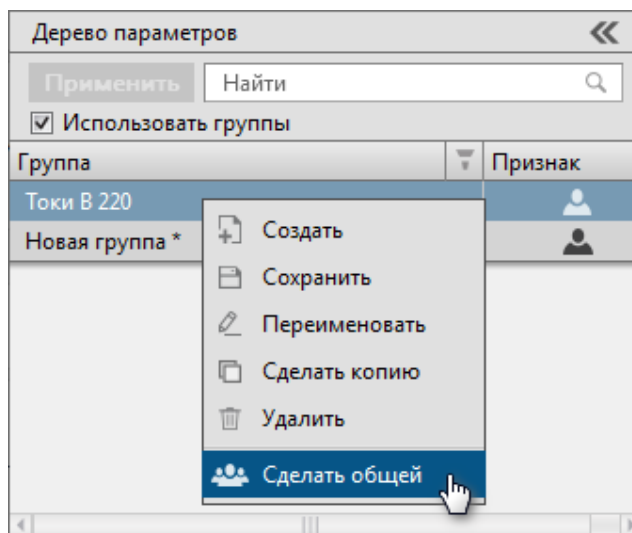 Дерево параметров
Применить Найти
Использовать группы
Группа Признак
Токи В 220
Новая группа *
Создать
Сохранить
Переименовать
Сделать копию
Удалить
Сделать общей